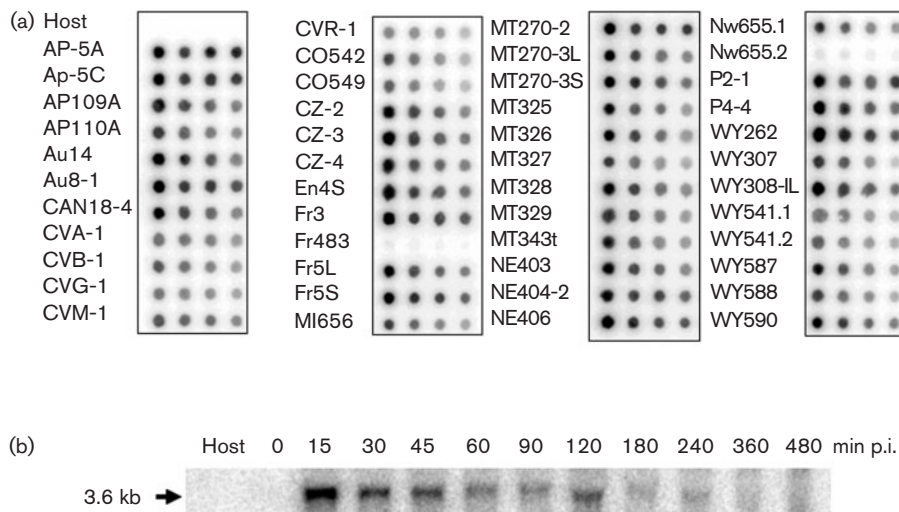 (a) Host
AP-5A
Ap-5C
AP109A
AP110A
Au14
Au8-1
CAN18-4
CVA-1
CVB-1
CVG-1
CVM-1
CVR-1
CO542
CO549
CZ-2
CZ-3
CZ-4
En4S
Fr3
Fr483
Fr5L
Fr5S
MI656
MT270-2
MT270-3L
MT270-3S
MT325
MT326
MT327
MT328
MT329
MT343t
NE403
NE404-2
NE406
Nw655.1
Nw655.2
P2-1
P4-4
WY262
WY307
WY308-IL
WY541.1
WY541.2
WY587
WY588
WY590
(b) Host 0 15 30 45 60 90 120 180 240 360 480 min p.i.
3.6 kb